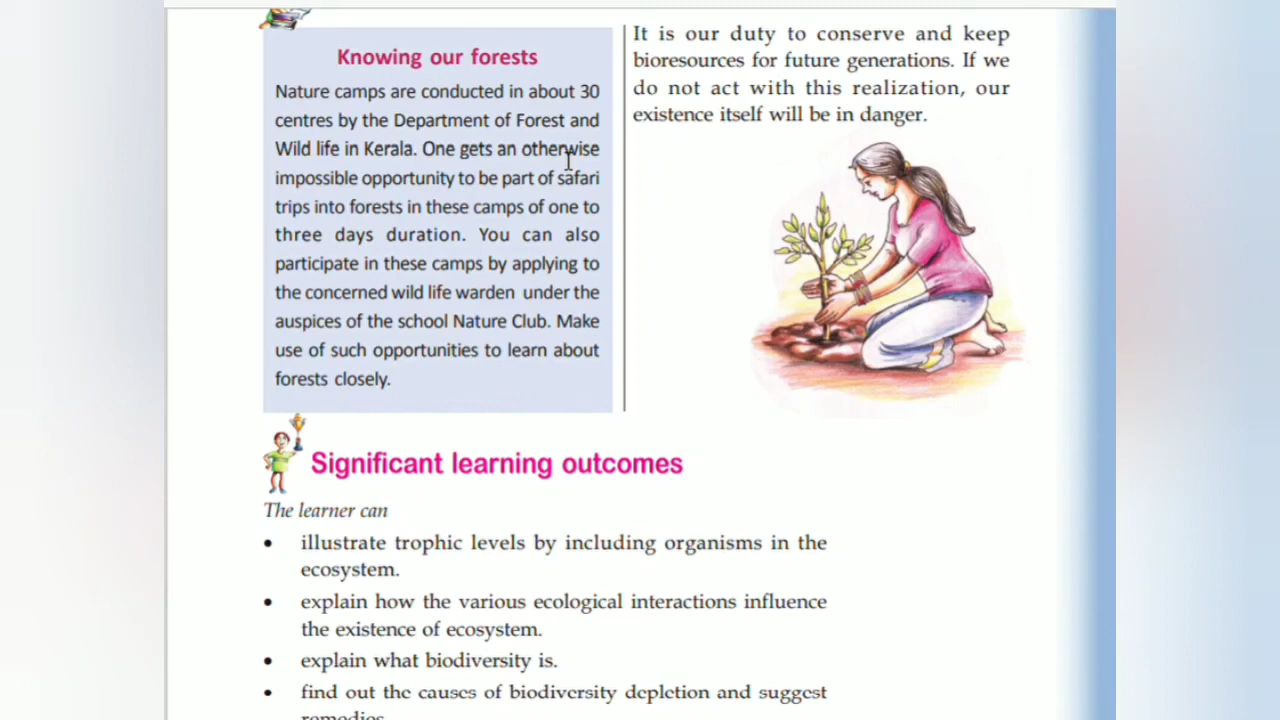 Knowing our forests
Nature camps are conducted in about 30
centres by the Department of Forest and
Wild life in Kerala. One gets an otherwise
impossible opportunity to be part of safari
trips into forests in these camps of one to
three days duration. You can also
participate in these camps by applying to
the concerned wild life warden under the
auspices of the school Nature Club. Make
use of such opportunities to learn about
forests closely.
It is our duty to conserve and keep
bioresources for future generations. If we
do not act with this realization, our
existence itself will be in danger.
Significant learning outcomes
The learner can
• illustrate trophic levels by including organisms in the
ecosystem.
• explain how the various ecological interactions influence
the existence of ecosystem.
• explain what biodiversity is.
• find out the causes of biodiversity depletion and suggest
remedies